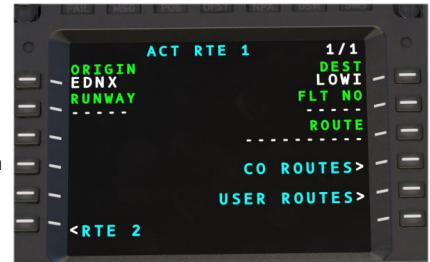 ACT RTE 1 1/1
ORIGIN DEST
EDNX LOWI
RUNWAY FLT NO
----- -----
ROUTE
----------
CO ROUTES>
USER ROUTES>
<RTE 2